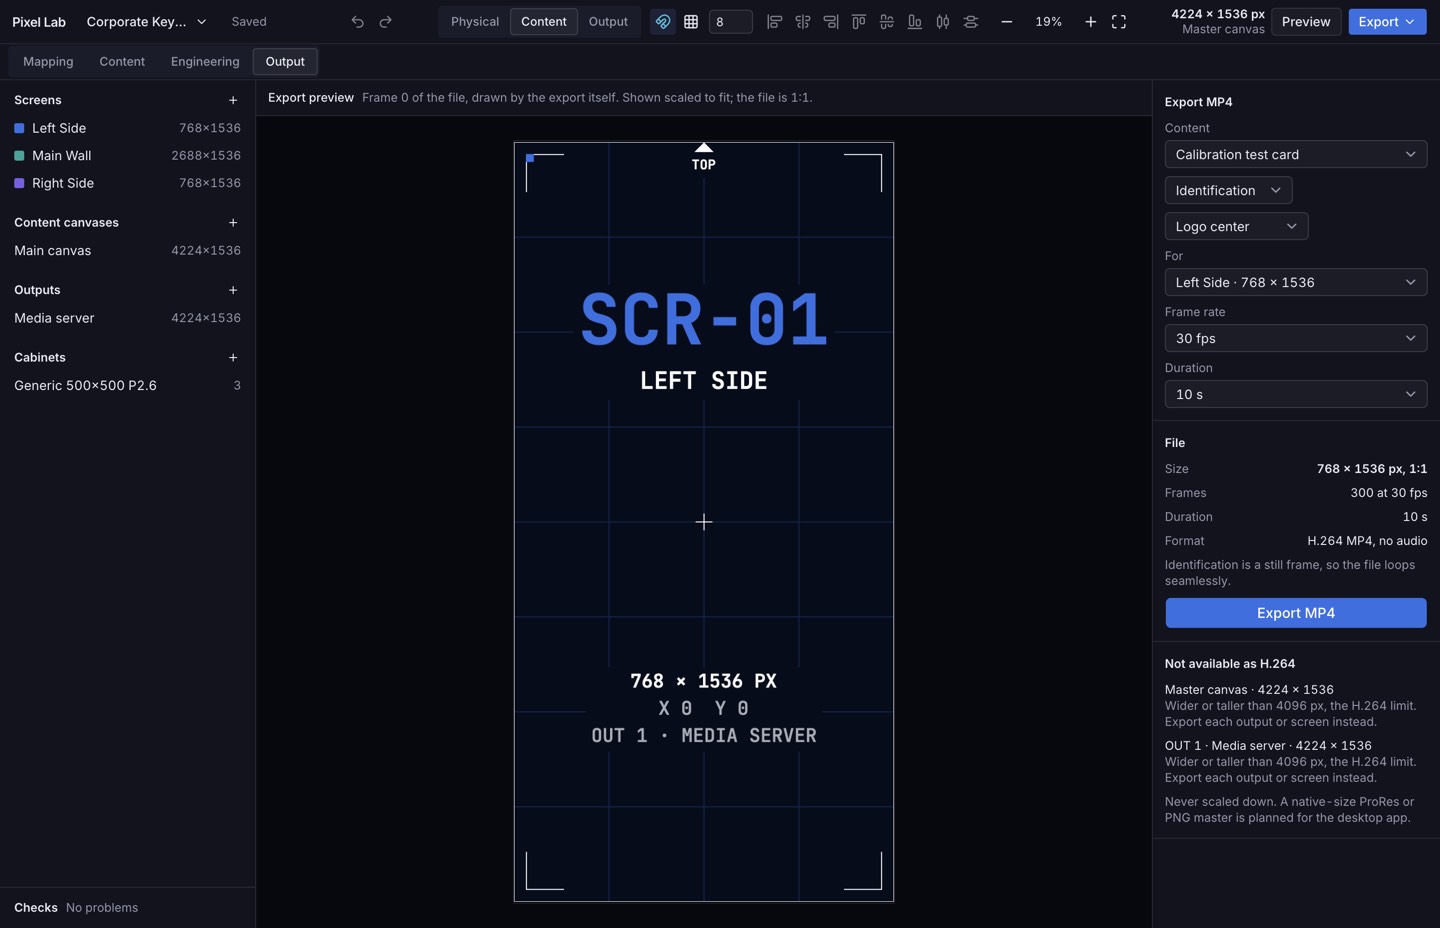 Pixel Lab
Corporate Key...
Saved
Physical
Content
Output
8
19%
4224 × 1536 px
Master canvas
Preview
Export
Mapping
Content
Engineering
Output
Screens
Left Side 768×1536
Main Wall 2688×1536
Right Side 768×1536
Content canvases
Main canvas 4224×1536
Outputs
Media server 4224×1536
Cabinets
Generic 500×500 P2.6 3
Checks No problems
Export preview Frame 0 of the file, drawn by the export itself. Shown scaled to fit; the file is 1:1.
TOP
SCR-01
LEFT SIDE
768 × 1536 PX
X 0 Y 0
OUT 1 · MEDIA SERVER
Export MP4
Content
Calibration test card
Identification
Logo center
For
Left Side · 768 × 1536
Frame rate
30 fps
Duration
10 s
File
Size 768 × 1536 px, 1:1
Frames 300 at 30 fps
Duration 10 s
Format H.264 MP4, no audio
Identification is a still frame, so the file loops
seamlessly.
Export MP4
Not available as H.264
Master canvas · 4224 × 1536
Wider or taller than 4096 px, the H.264 limit.
Export each output or screen instead.
OUT 1 · Media server · 4224 × 1536
Wider or taller than 4096 px, the H.264 limit.
Export each output or screen instead.
Never scaled down. A native-size ProRes or
PNG master is planned for the desktop app.